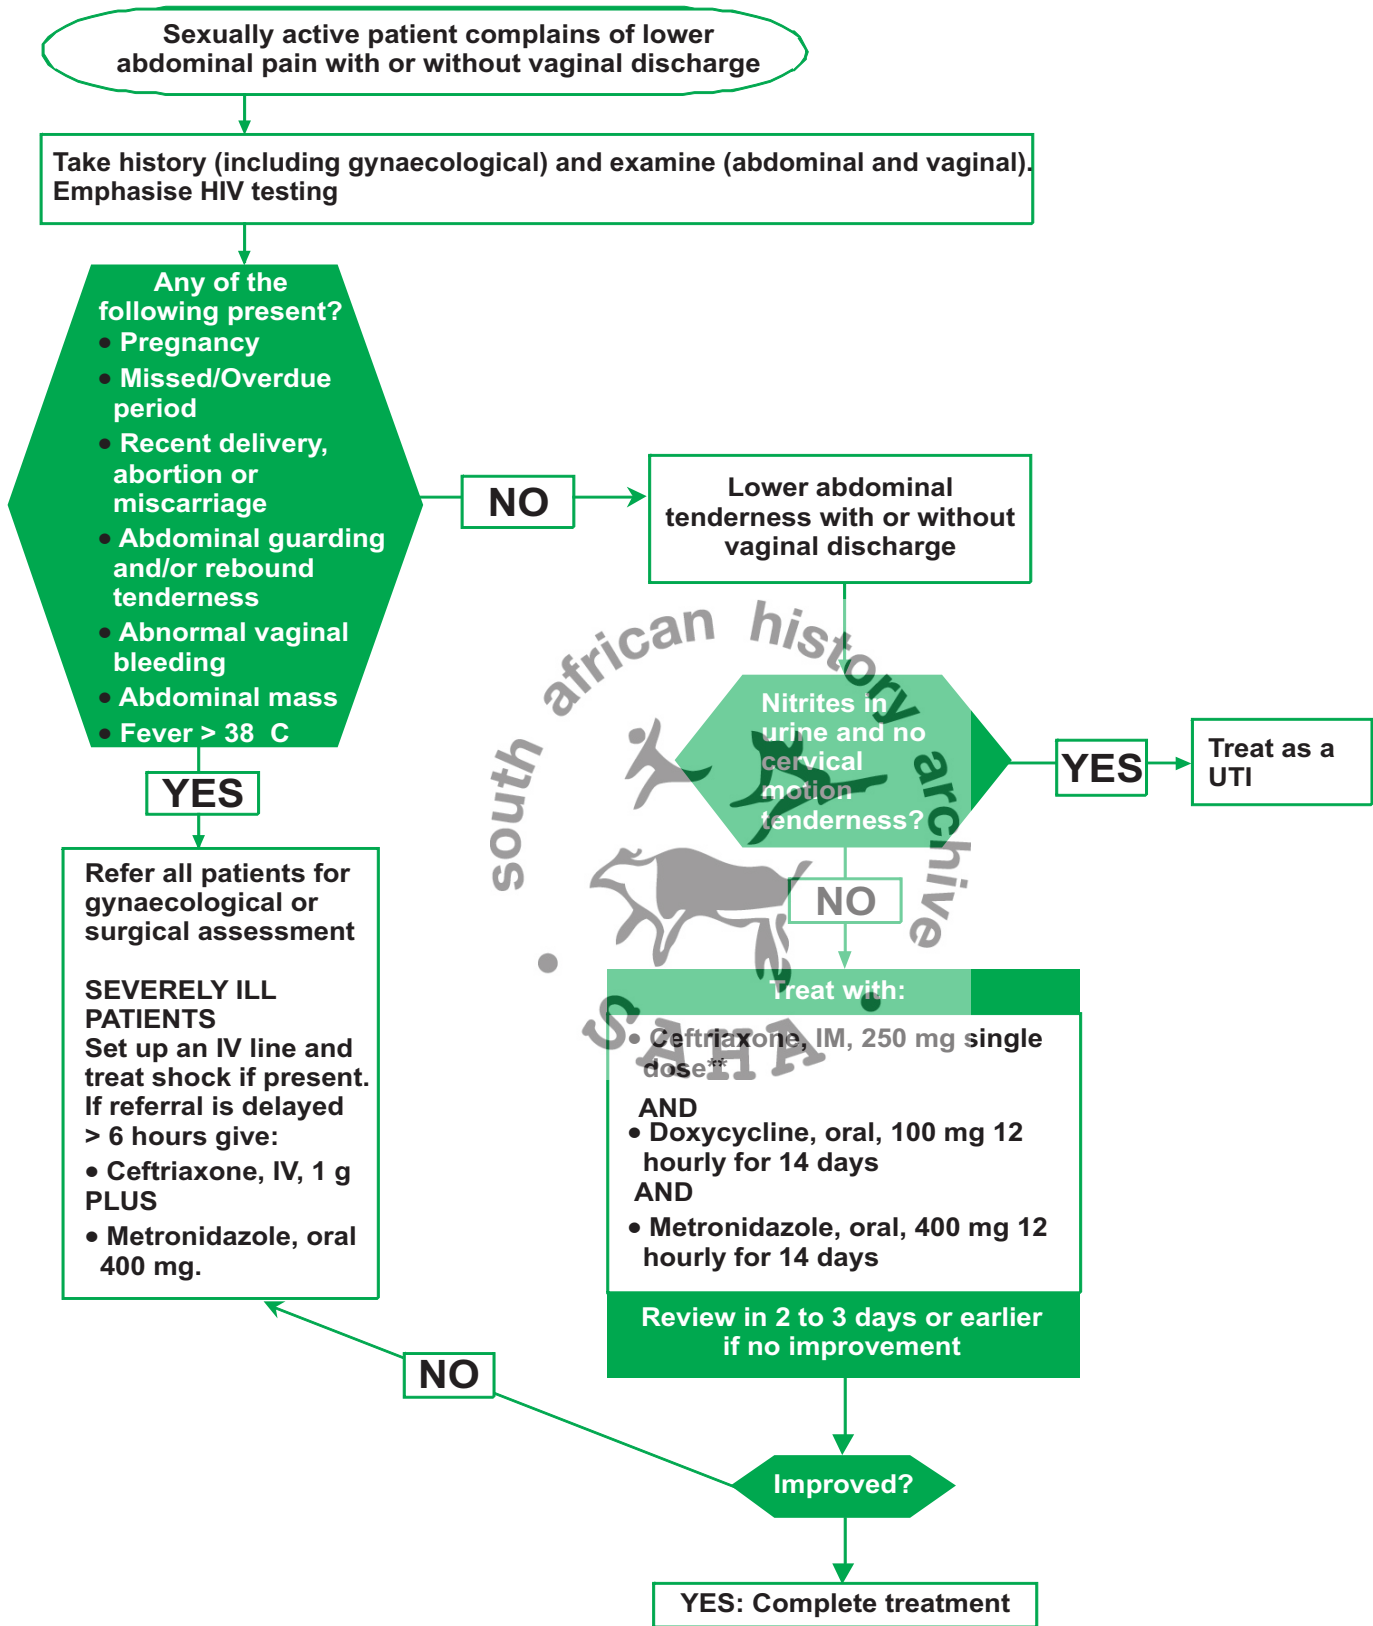 Sexually active patient complains of lower
abdominal pain with or without vaginal discharge
Take history (including gynaecological) and examine (abdominal and vaginal).
Emphasise HIV testing
Any of the
following present?
• Pregnancy
• Missed/Overdue
period
• Recent delivery,
abortion or
miscarriage
• Abdominal guarding
and/or rebound
tenderness
• Abnormal vaginal
bleeding
• Abdominal mass
• Fever > 38 C
NO
Lower abdominal
tenderness with or without
vaginal discharge
Nitrites in
urine and no
cervical
motion
tenderness?
YES
Treat as a
UTI
YES
Refer all patients for
gynaecological or
surgical assessment
SEVERELY ILL
PATIENTS
Set up an IV line and
treat shock if present.
If referral is delayed
> 6 hours give:
• Ceftriaxone, IV, 1 g
PLUS
• Metronidazole, oral
400 mg.
NO
Treat with:
• Ceftriaxone, IM, 250 mg single
dose**
AND
• Doxycycline, oral, 100 mg 12
hourly for 14 days
AND
• Metronidazole, oral, 400 mg 12
hourly for 14 days
Review in 2 to 3 days or earlier
if no improvement
NO
Improved?
YES: Complete treatment
south african history archive
• SAHA •